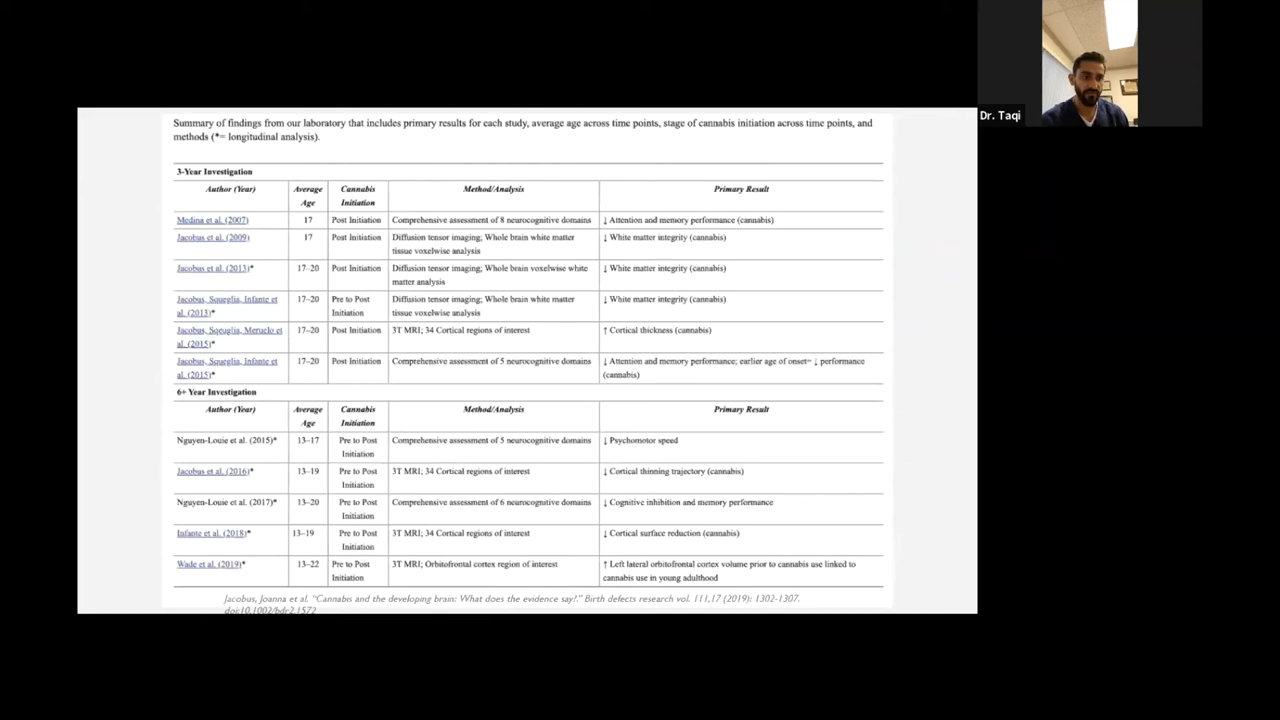 Dr. Taqi
Summary of findings from our laboratory that includes primary results for each study, average age across time points, stage of cannabis initiation across time points, and
methods (*= longitudinal analysis).
3-Year Investigation
Author (Year) Average Age Cannabis Initiation Method/Analysis Primary Result
Medina et al. (2007) 17 Post Initiation Comprehensive assessment of 8 neurocognitive domains ↓ Attention and memory performance (cannabis)
Jacobus et al. (2009) 17 Post Initiation Diffusion tensor imaging; Whole brain white matter tissue voxelwise analysis ↓ White matter integrity (cannabis)
Jacobus et al. (2013)* 17–20 Post Initiation Diffusion tensor imaging; Whole brain voxelwise white matter analysis ↓ White matter integrity (cannabis)
Jacobus, Squeglia, Infante et al. (2013)* 17–20 Pre to Post Initiation Diffusion tensor imaging; Whole brain white matter tissue voxelwise analysis ↓ White matter integrity (cannabis)
Jacobus, Sqeuglia, Meruelo et al. (2015)* 17–20 Post Initiation 3T MRI; 34 Cortical regions of interest ↑ Cortical thickness (cannabis)
Jacobus, Squeglia, Infante et al. (2015)* 17–20 Post Initiation Comprehensive assessment of 5 neurocognitive domains ↓ Attention and memory performance; earlier age of onset= ↓ performance (cannabis)
6+ Year Investigation
Author (Year) Average Age Cannabis Initiation Method/Analysis Primary Result
Nguyen-Louie et al. (2015)* 13–17 Pre to Post Initiation Comprehensive assessment of 5 neurocognitive domains ↓ Psychomotor speed
Jacobus et al. (2016)* 13–19 Pre to Post Initiation 3T MRI; 34 Cortical regions of interest ↓ Cortical thinning trajectory (cannabis)
Nguyen-Louie et al. (2017)* 13–20 Pre to Post Initiation Comprehensive assessment of 6 neurocognitive domains ↓ Cognitive inhibition and memory performance
Infante et al. (2018)* 13–19 Pre to Post Initiation 3T MRI; 34 Cortical regions of interest ↓ Cortical surface reduction (cannabis)
Wade et al. (2019)* 13–22 Pre to Post Initiation 3T MRI; Orbitofrontal cortex region of interest ↑ Left lateral orbitofrontal cortex volume prior to cannabis use linked to cannabis use in young adulthood
Jacobus, Joanna et al. "Cannabis and the developing brain: What does the evidence say?." Birth defects research vol. 111,17 (2019): 1302-1307.
doi:10.1002/bdr2.1572